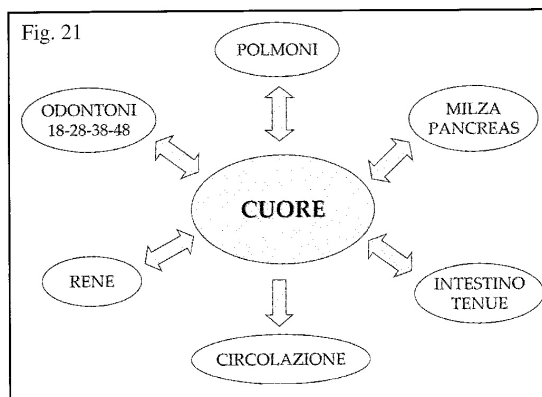 Fig. 21
POLMONI
ODONTONI
18-28-38-48
MILZA
PANCREAS
CUORE
RENE
INTESTINO
TENUE
CIRCOLAZIONE